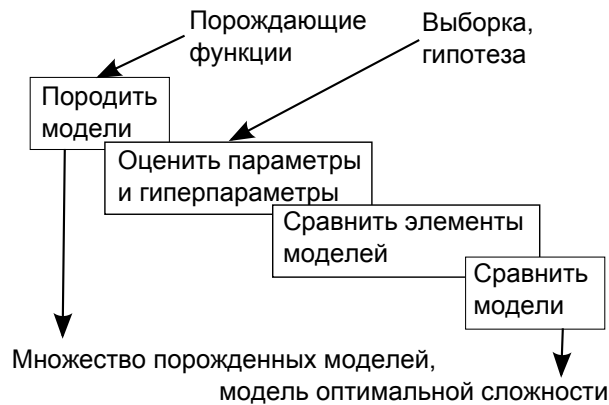 Порождающие
функции
Выборка,
гипотеза
Породить
модели
Оценить параметры
и гиперпараметры
Сравнить элементы
моделей
Сравнить
модели
Множество порожденных моделей,
модель оптимальной сложности